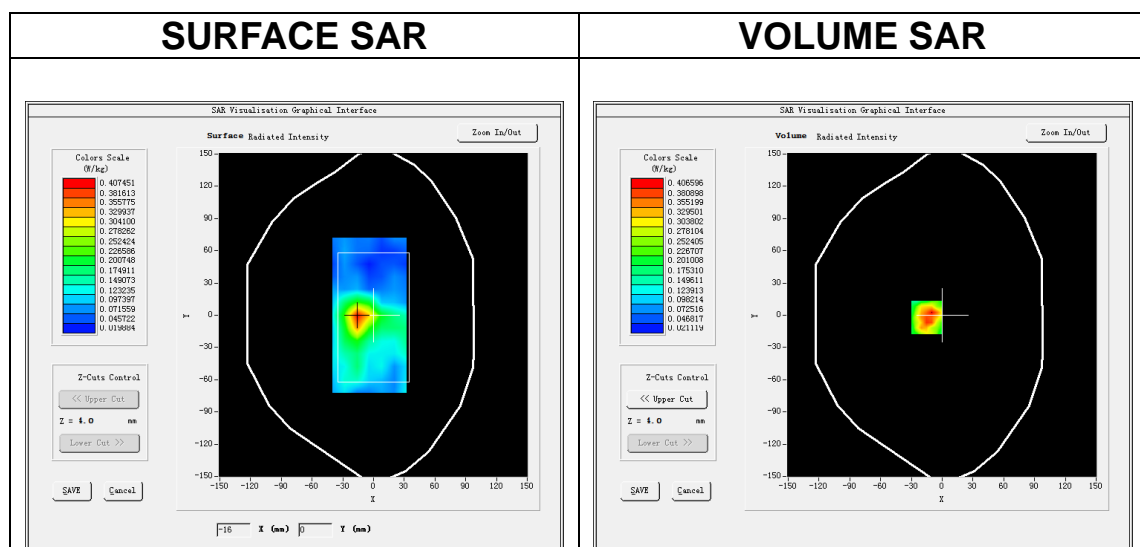 SURFACE SAR
VOLUME SAR
SAR Visualisation Graphical Interface
Surface Radiated Intensity
Zoom In/Out
Colors Scale
(W/kg)
0.407451
0.381613
0.355775
0.329937
0.304100
0.278262
0.252424
0.226586
0.200748
0.174911
0.149073
0.123235
0.097397
0.071559
0.045722
0.019884
150
120
90
60
30
0
-30
-60
-90
-120
-150
Y
-150 -120 -90 -60 -30 0 30 60 90 120 150
X
Z-Cuts Control
<< Upper Cut
Z = 4.0 mm
Lower Cut >>
SAVE Cancel
-16 X (mm) 0 Y (mm)
SAR Visualisation Graphical Interface
Volume Radiated Intensity
Zoom In/Out
Colors Scale
(W/kg)
0.406596
0.380898
0.355199
0.329501
0.303802
0.278104
0.252405
0.226707
0.201008
0.175310
0.149611
0.123913
0.098214
0.072516
0.046817
0.021119
150
120
90
60
30
0
-30
-60
-90
-120
-150
Y
-150 -120 -90 -60 -30 0 30 60 90 120 150
X
Z-Cuts Control
<< Upper Cut
Z = 4.0 mm
Lower Cut >>
SAVE Cancel